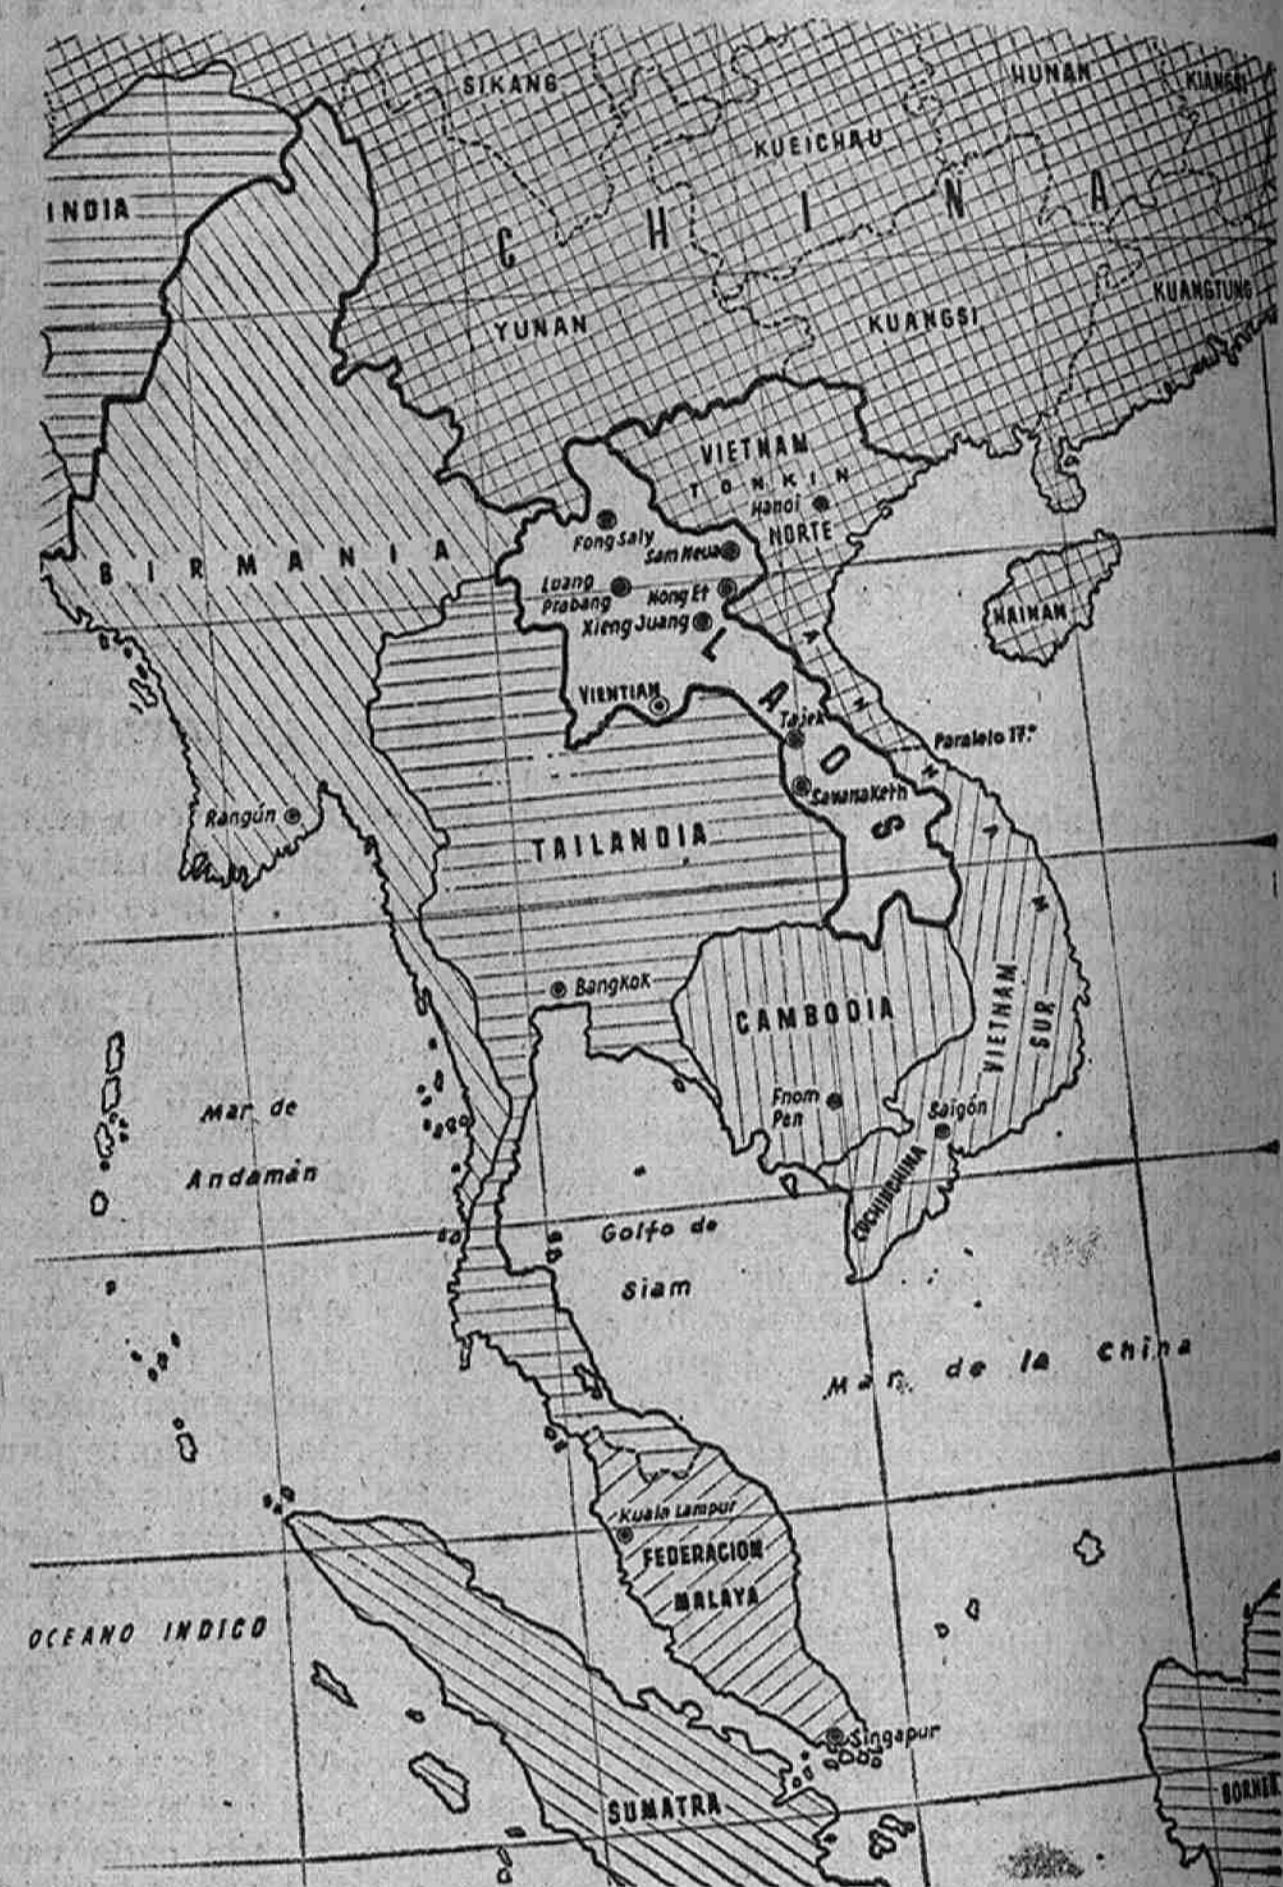 SIKANG
HUNAN
KIANGSI
KUEICHAU
INDIA
CHINA
YUNAN
KUANGSI
KUANGTUNG
VIETNAM
TONKIN
Hanoi
NORTE
Fong Saly
Sam Neua
BIRMANIA
Luang
Prabang
Nong Et
Xieng Juang
HAINAN
LAOS
VIENTIAN
Tajek
ANNAM
Paralelo 17.º
Savanaketh
Rangún
TAILANDIA
Bangkok
CAMBODIA
VIETNAM
SUR
Fnom
Pen
Saigón
COCHINCHINA
Mar de
Andamán
Golfo de
Siam
Mar de la China
Kuala Lampur
FEDERACION
MALAYA
OCEANO INDICO
Singapur
SUMATRA
BORNEO